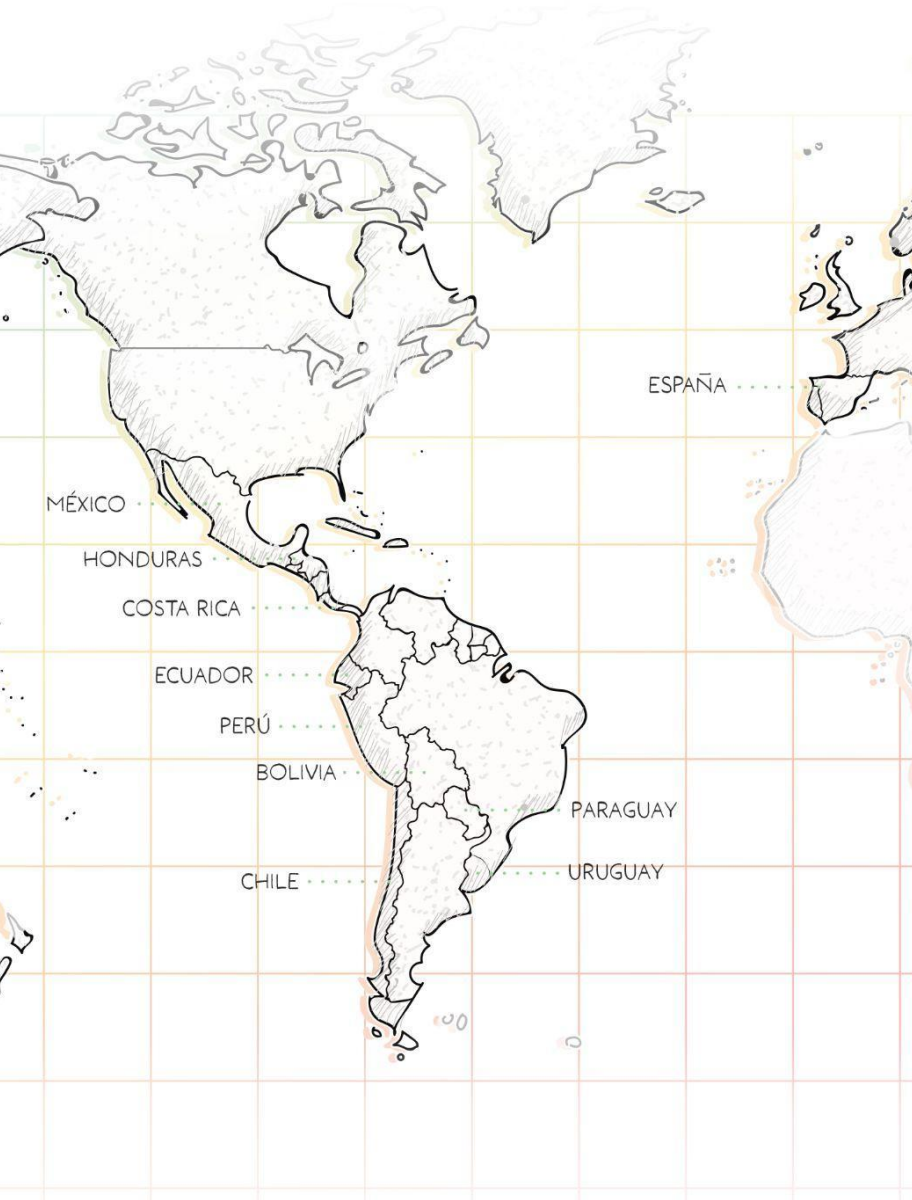 ESPAÑA
MÉXICO
HONDURAS
COSTA RICA
ECUADOR
PERÚ
BOLIVIA
PARAGUAY
URUGUAY
CHILE